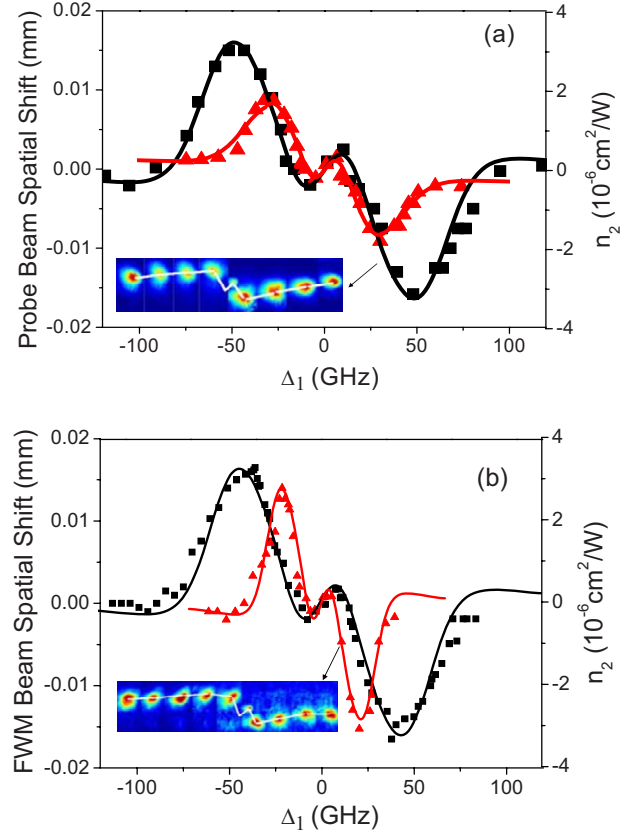 (a)
Probe Beam Spatial Shift (mm)
0.02
0.01
0.00
-0.01
-0.02
4
2
0
-2
-4
n₂ (10⁻⁶cm²/W)
-100 -50 0 50 100
Δ₁ (GHz)
(b)
FWM Beam Spatial Shift (mm)
0.02
0.01
0.00
-0.01
-0.02
4
2
0
-2
-4
n₂ (10⁻⁶cm²/W)
-100 -50 0 50 100
Δ₁ (GHz)